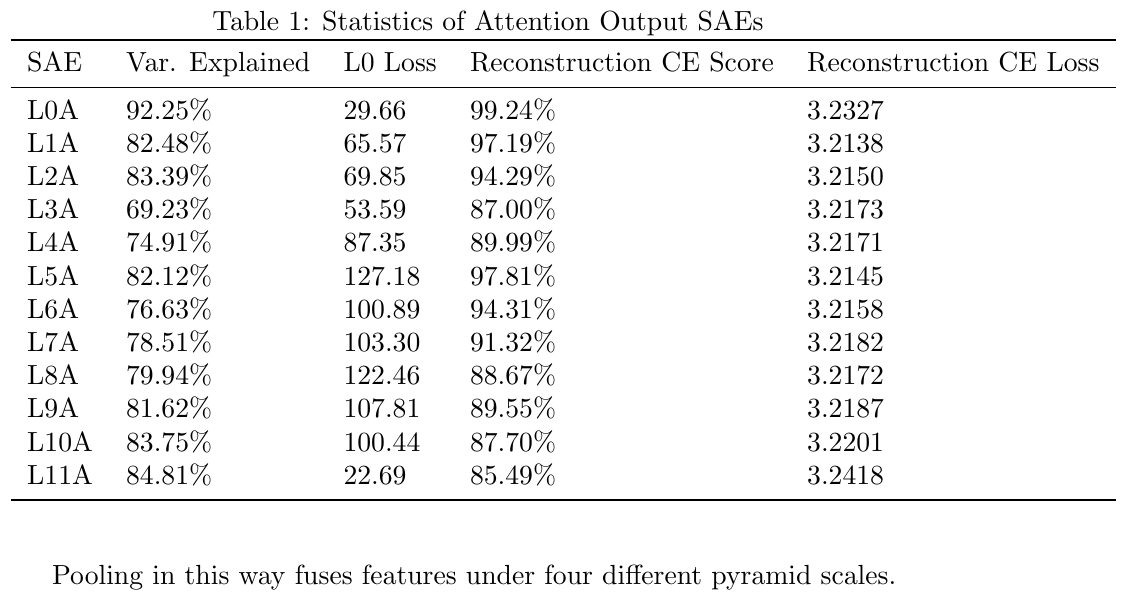 Table 1: Statistics of Attention Output SAEs
SAE Var. Explained L0 Loss Reconstruction CE Score Reconstruction CE Loss
L0A 92.25% 29.66 99.24% 3.2327
L1A 82.48% 65.57 97.19% 3.2138
L2A 83.39% 69.85 94.29% 3.2150
L3A 69.23% 53.59 87.00% 3.2173
L4A 74.91% 87.35 89.99% 3.2171
L5A 82.12% 127.18 97.81% 3.2145
L6A 76.63% 100.89 94.31% 3.2158
L7A 78.51% 103.30 91.32% 3.2182
L8A 79.94% 122.46 88.67% 3.2172
L9A 81.62% 107.81 89.55% 3.2187
L10A 83.75% 100.44 87.70% 3.2201
L11A 84.81% 22.69 85.49% 3.2418
Pooling in this way fuses features under four different pyramid scales.